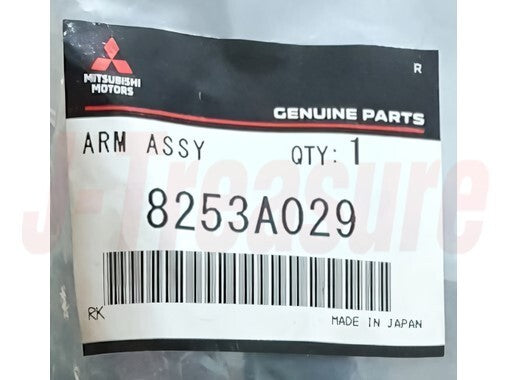 R
MITSUBISHI
MOTORS
GENUINE PARTS
ARM ASSY QTY: 1
8253A029
J-Treasure
RK
MADE IN JAPAN